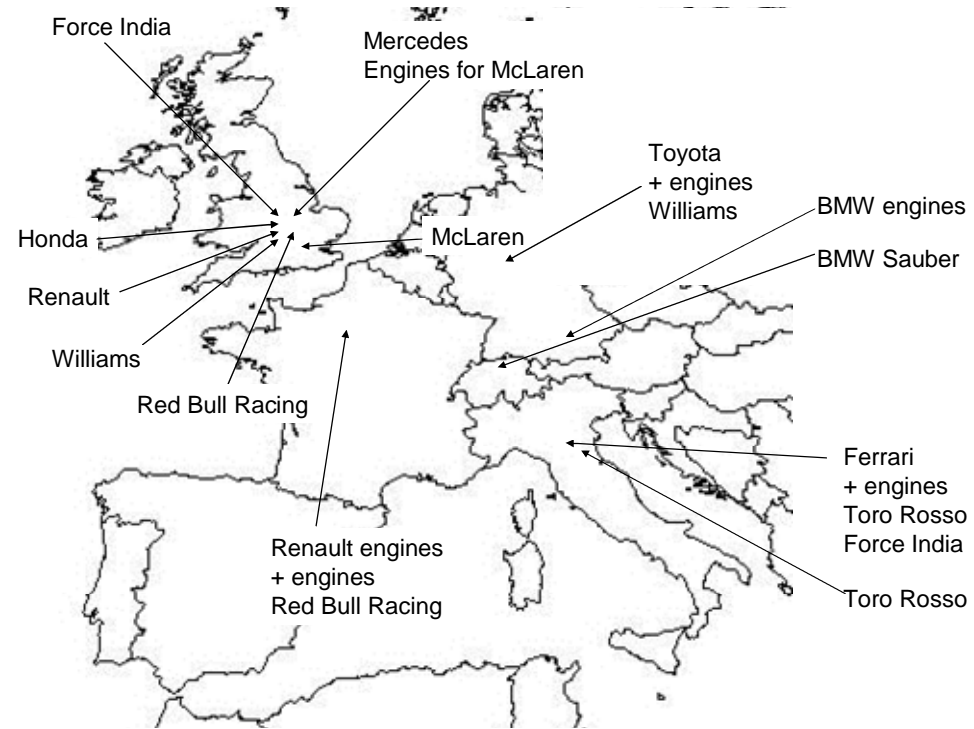 Force India
Mercedes
Engines for McLaren
Toyota
+ engines
Williams
BMW engines
Honda
McLaren
BMW Sauber
Renault
Williams
Red Bull Racing
Ferrari
+ engines
Toro Rosso
Force India
Renault engines
+ engines
Red Bull Racing
Toro Rosso